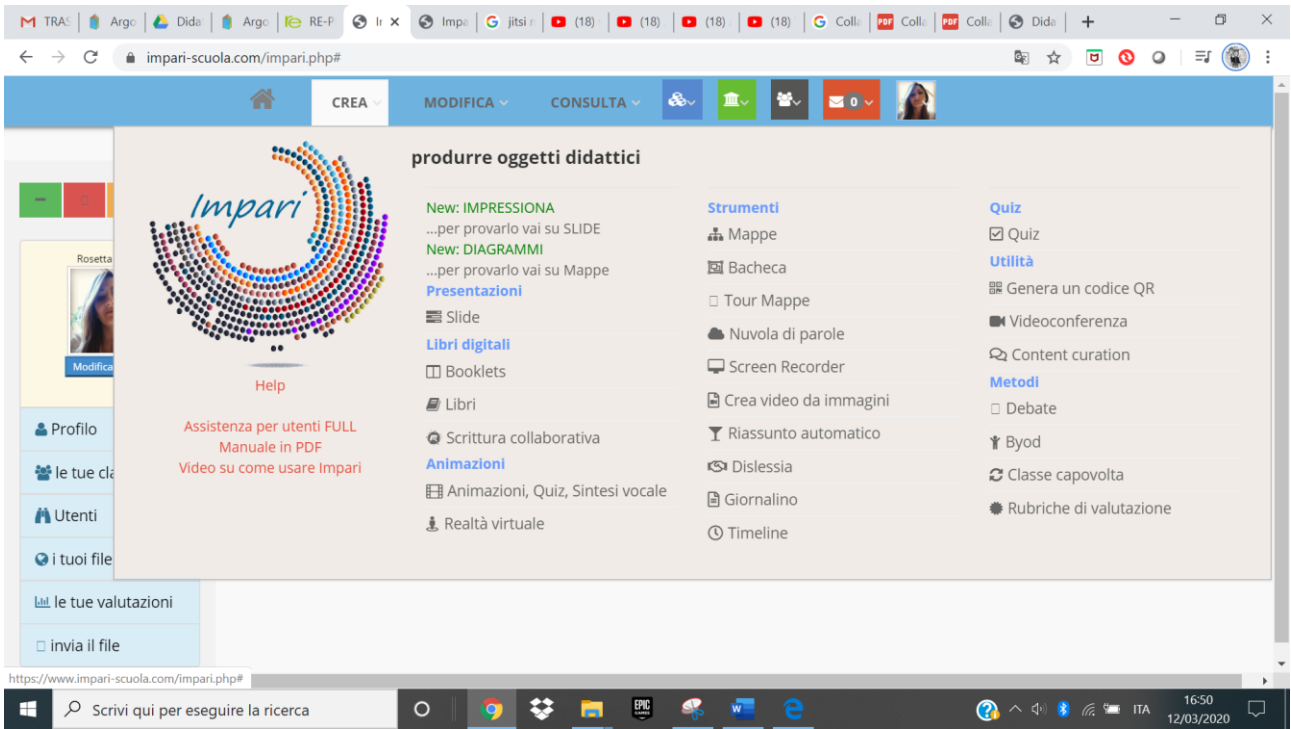 M TRAS
Argo
Dida
Argo
RE-P
Impa
jitsi
(18)
(18)
(18)
(18)
Colla
PDF Colla
PDF Colla
Dida
impari-scuola.com/impari.php#
CREA
MODIFICA
CONSULTA
0
Impari
Help
Assistenza per utenti FULL
Manuale in PDF
Video su come usare Impari
produrre oggetti didattici
New: IMPRESSIONA
...per provarlo vai su SLIDE
New: DIAGRAMMI
...per provarlo vai su Mappe
Presentazioni
Slide
Libri digitali
Booklets
Libri
Scrittura collaborativa
Animazioni
Animazioni, Quiz, Sintesi vocale
Realtà virtuale
Strumenti
Mappe
Bacheca
Tour Mappe
Nuvola di parole
Screen Recorder
Crea video da immagini
Riassunto automatico
Dislessia
Giornalino
Timeline
Quiz
Quiz
Utilità
Genera un codice QR
Videoconferenza
Content curation
Metodi
Debate
Byod
Classe capovolta
Rubriche di valutazione
Rosetta
Modifica
Profilo
le tue cla
Utenti
i tuoi file
le tue valutazioni
invia il file
https://www.impari-scuola.com/impari.php#
Scrivi qui per eseguire la ricerca
EPIC GAMES
ITA
16:50
12/03/2020